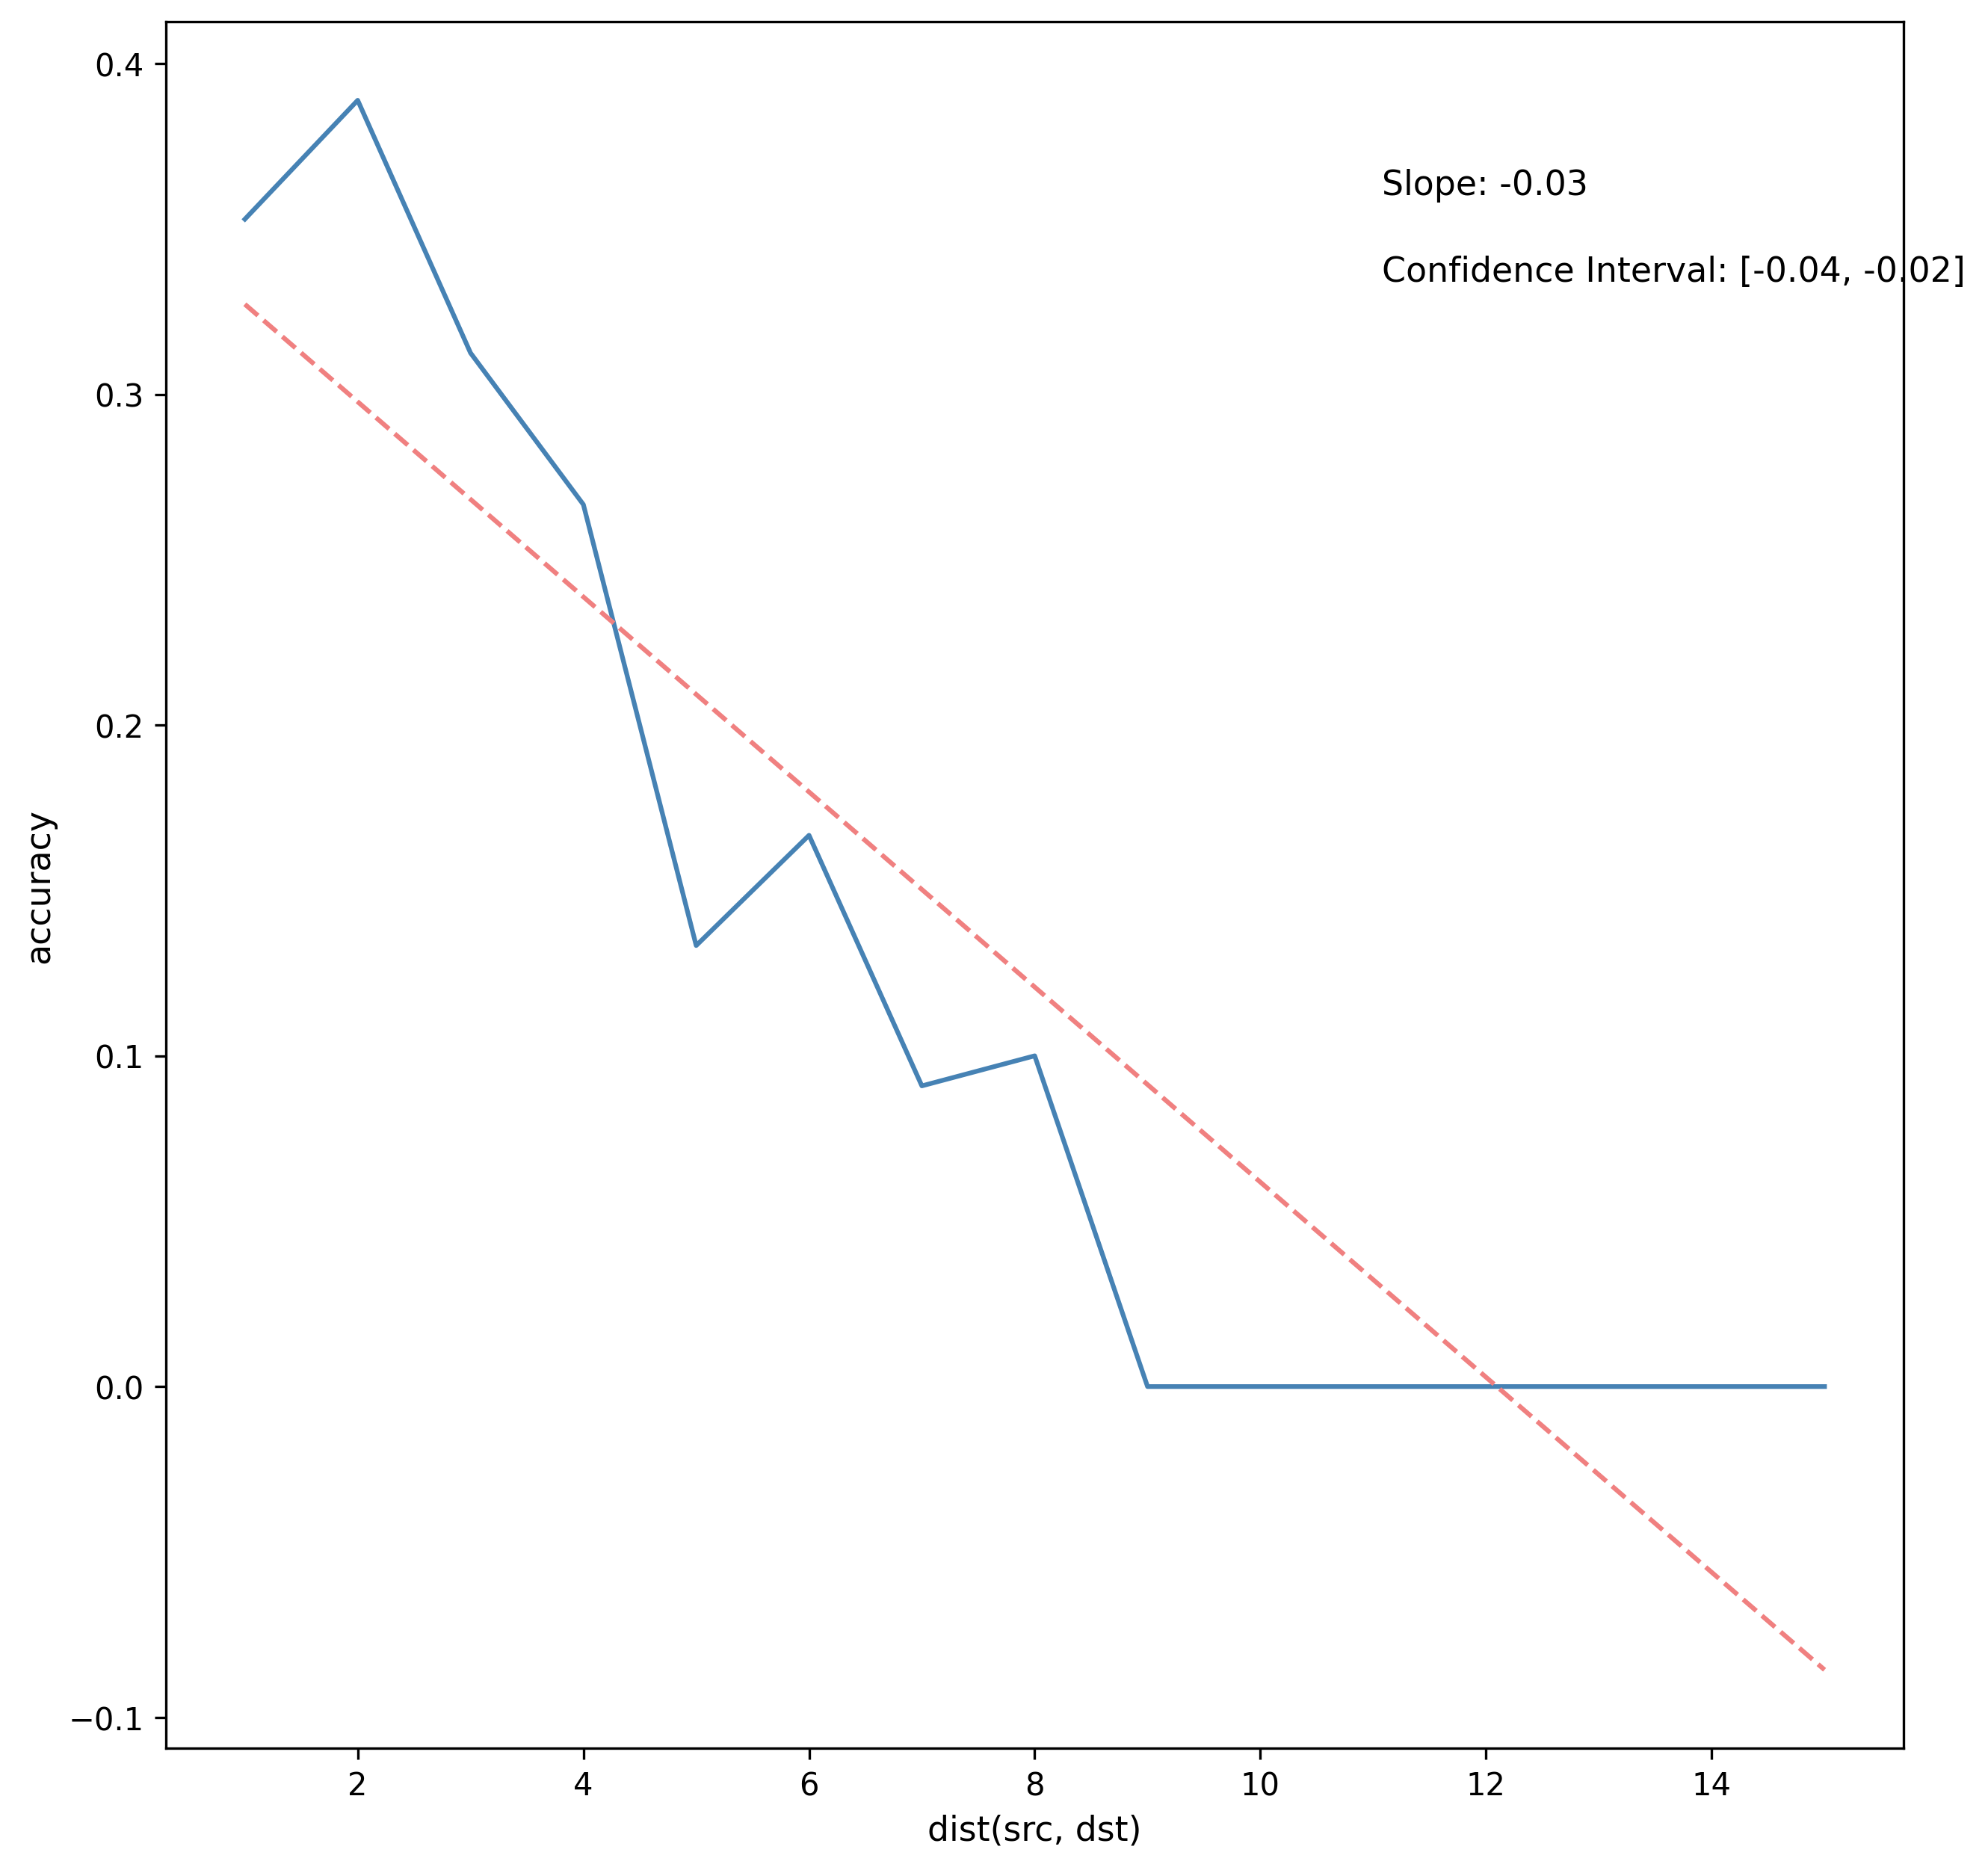 0.4
0.3
0.2
0.1
0.0
−0.1
accuracy
Slope: -0.03
Confidence Interval: [-0.04, -0.02]
2 4 6 8 10 12 14
dist(src, dst)